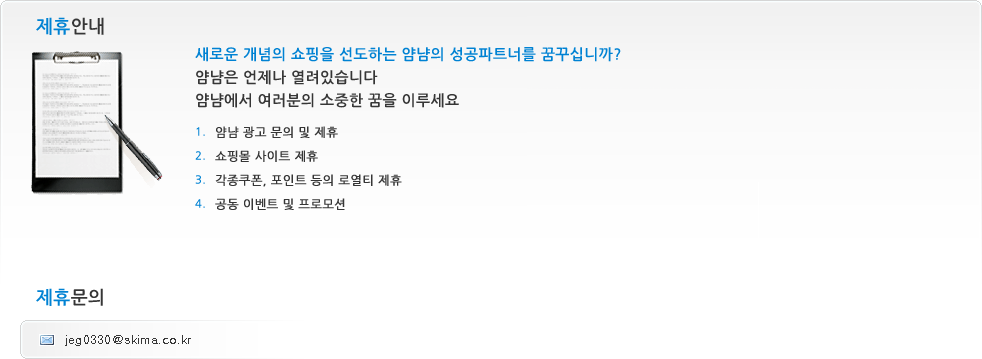 제휴안내
새로운 개념의 쇼핑을 선도하는 얌냠의 성공파트너를 꿈꾸십니까?
얌냠은 언제나 열려있습니다
얌냠에서 여러분의 소중한 꿈을 이루세요
1. 얌냠 광고 문의 및 제휴
2. 쇼핑몰 사이트 제휴
3. 각종쿠폰, 포인트 등의 로열티 제휴
4. 공동 이벤트 및 프로모션
제휴문의
jeg0330@skima.co.kr